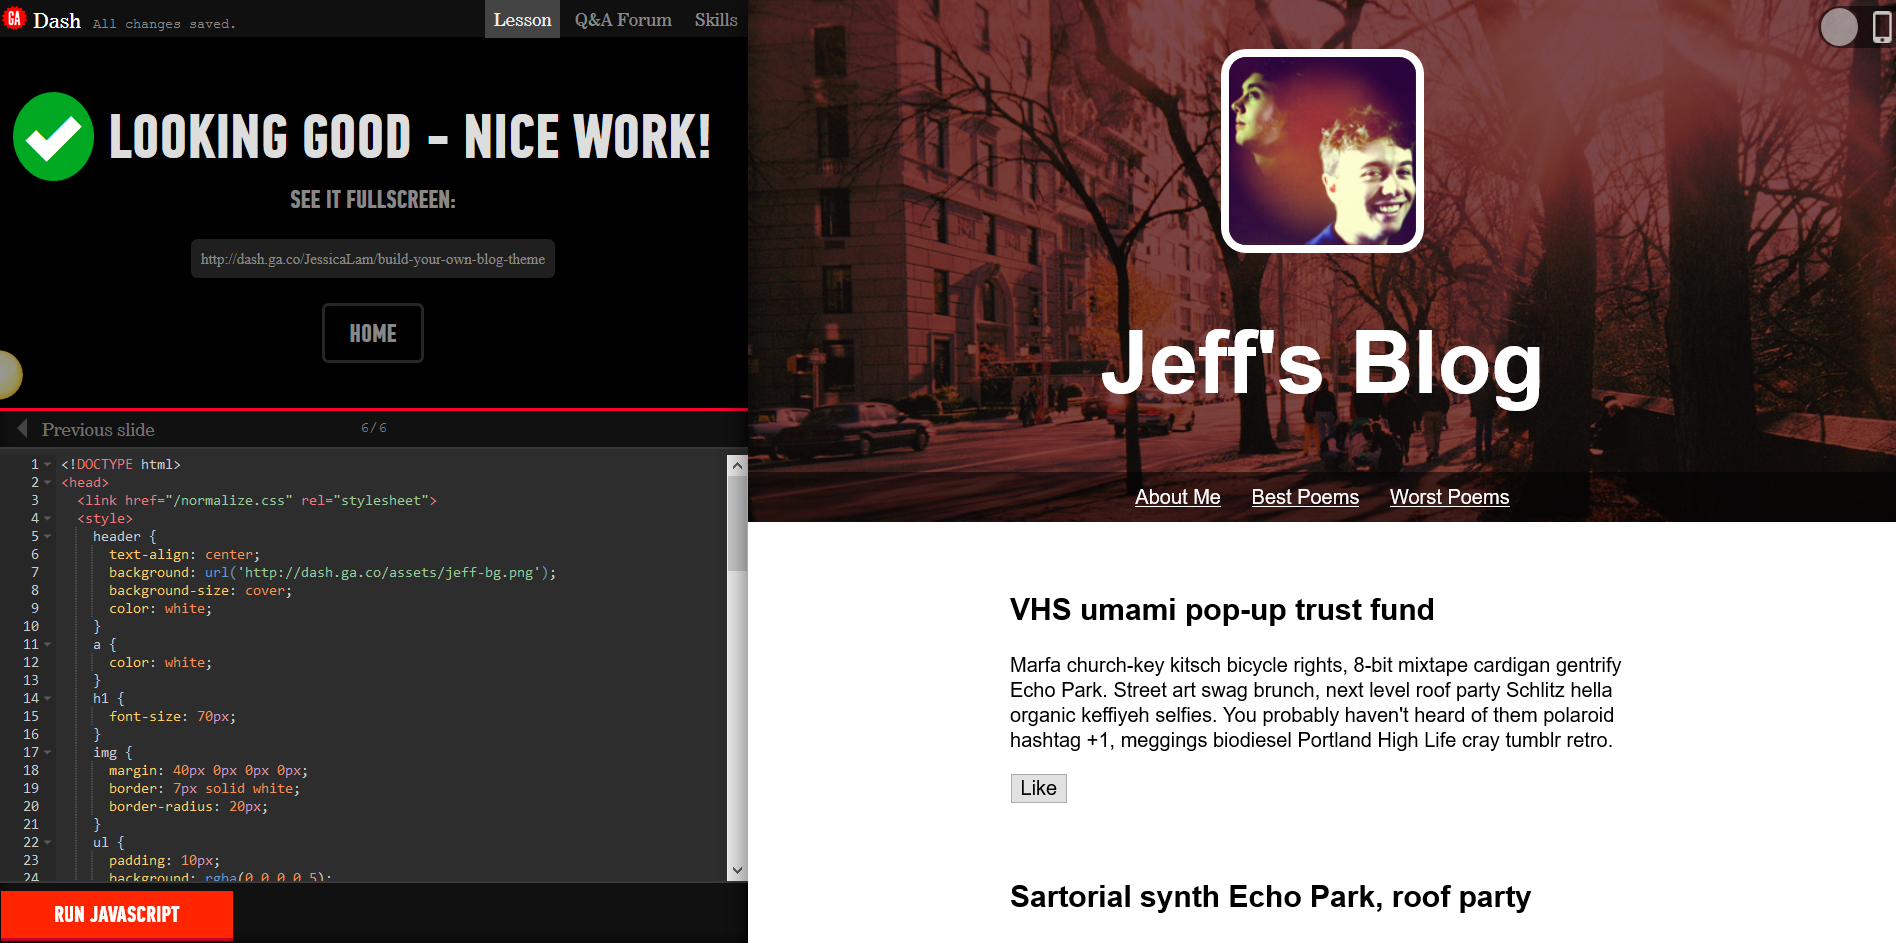 GA Dash All changes saved. Lesson Q&A Forum Skills
LOOKING GOOD - NICE WORK!
SEE IT FULLSCREEN:
http://dash.ga.co/JessicaLam/build-your-own-blog-theme
HOME
Previous slide 6/6
1 <!DOCTYPE html>
2 <head>
3 <link href="/normalize.css" rel="stylesheet">
4 <style>
5 header {
6 text-align: center;
7 background: url('http://dash.ga.co/assets/jeff-bg.png');
8 background-size: cover;
9 color: white;
10 }
11 a {
12 color: white;
13 }
14 h1 {
15 font-size: 70px;
16 }
17 img {
18 margin: 40px 0px 0px 0px;
19 border: 7px solid white;
20 border-radius: 20px;
21 }
22 ul {
23 padding: 10px;
24 background: rgba(0,0,0,0.5);
RUN JAVASCRIPT
Jeff's Blog
About Me Best Poems Worst Poems
VHS umami pop-up trust fund
Marfa church-key kitsch bicycle rights, 8-bit mixtape cardigan gentrify
Echo Park. Street art swag brunch, next level roof party Schlitz hella
organic keffiyeh selfies. You probably haven't heard of them polaroid
hashtag +1, meggings biodiesel Portland High Life cray tumblr retro.
Like
Sartorial synth Echo Park, roof party